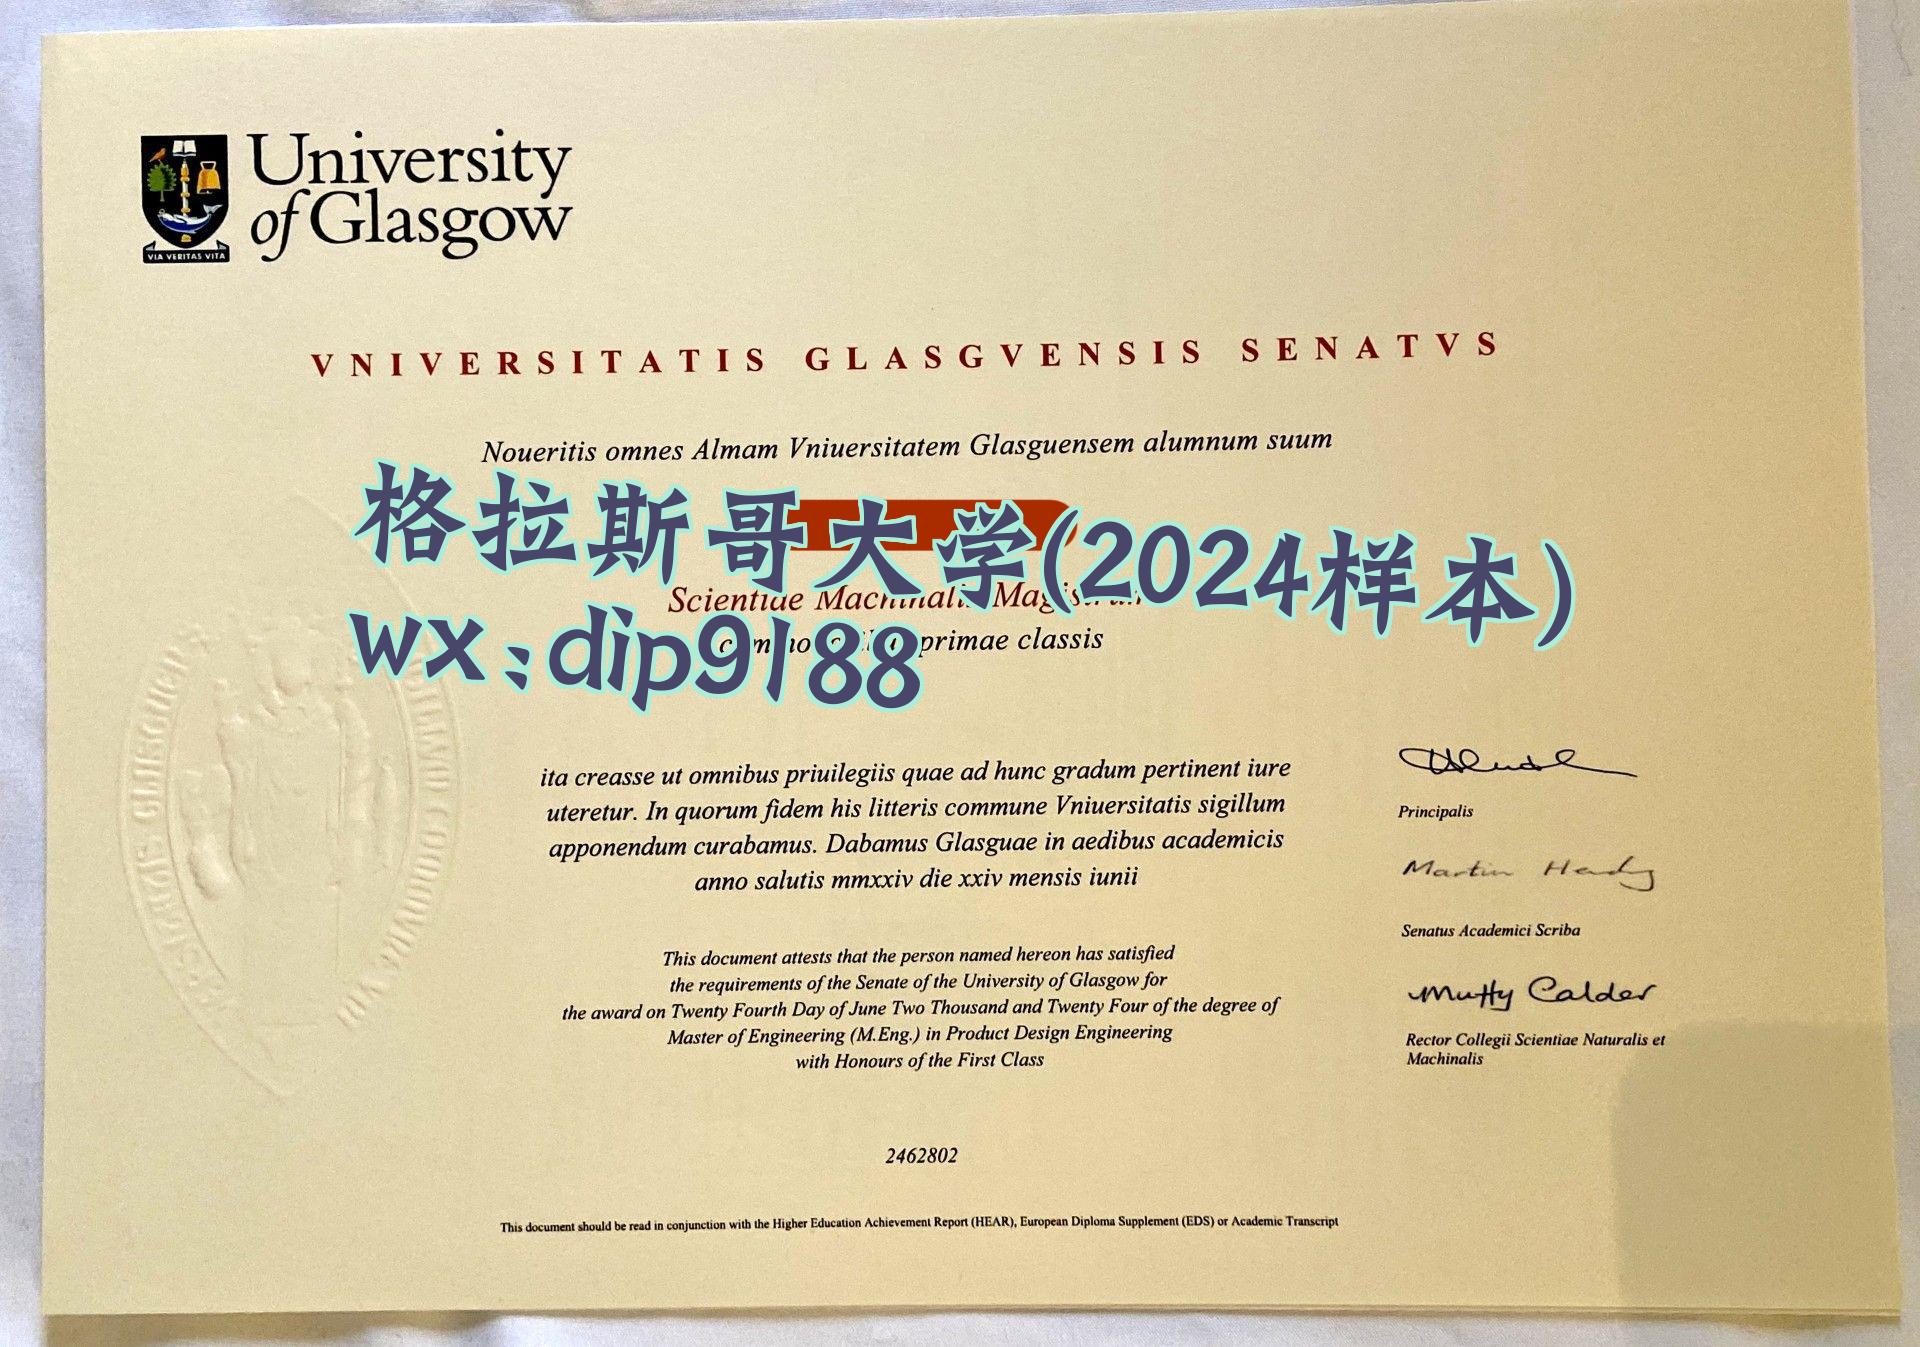 University
of Glasgow
VIA VERITAS VITA
VNIVERSITATIS GLASGVENSIS SENATVS
Noueritis omnes Almam Vniuersitatem Glasguensem alumnum suum
格拉斯哥大学(2024样本)
Scientiae Machinalis
primae classis
wx:dip9188
ita creasse ut omnibus priuilegiis quae ad hunc gradum pertinent iure
uteretur. In quorum fidem his litteris commune Vniuersitatis sigillum
apponendum curabamus. Dabamus Glasguae in aedibus academicis
anno salutis mmxxiv die xxiv mensis iunii
Principalis
Martin Hendry
Senatus Academici Scriba
Muffy Calder
Rector Collegii Scientiae Naturalis et
Machinalis
This document attests that the person named hereon has satisfied
the requirements of the Senate of the University of Glasgow for
the award on Twenty Fourth Day of June Two Thousand and Twenty Four of the degree of
Master of Engineering (M.Eng.) in Product Design Engineering
with Honours of the First Class
2462802
This document should be read in conjunction with the Higher Education Achievement Report (HEAR), European Diploma Supplement (EDS) or Academic Transcript